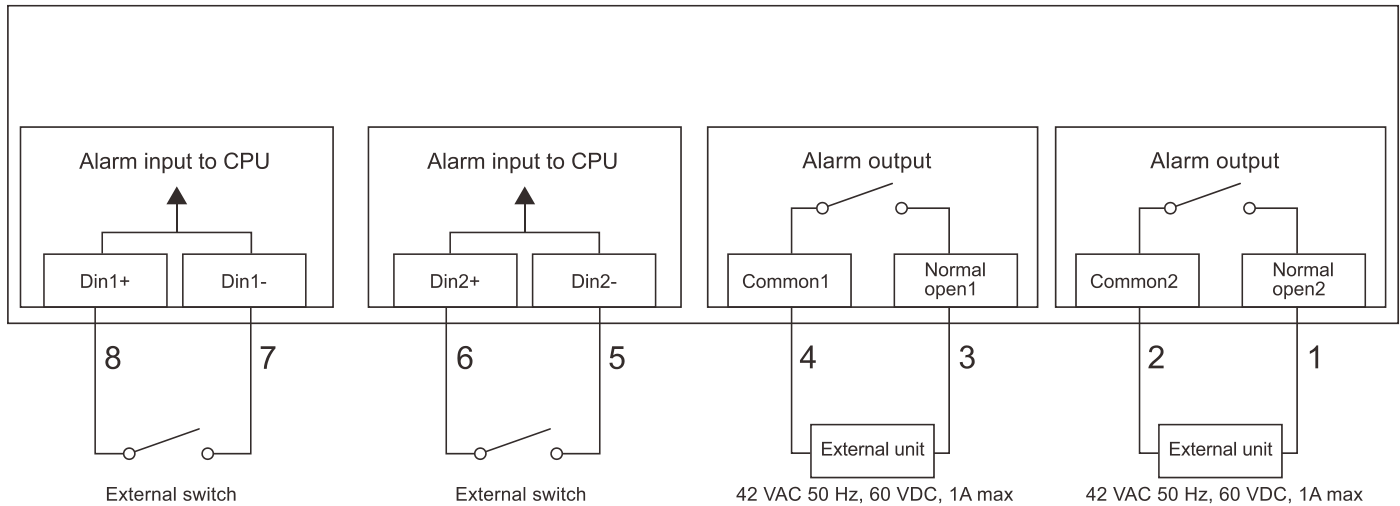 Alarm input to CPU
Alarm input to CPU
Alarm output
Alarm output
Din1+
Din1-
Din2+
Din2-
Common1
Normal
open1
Common2
Normal
open2
8
7
6
5
4
3
2
1
External unit
External unit
External switch
External switch
42 VAC 50 Hz, 60 VDC, 1A max
42 VAC 50 Hz, 60 VDC, 1A max